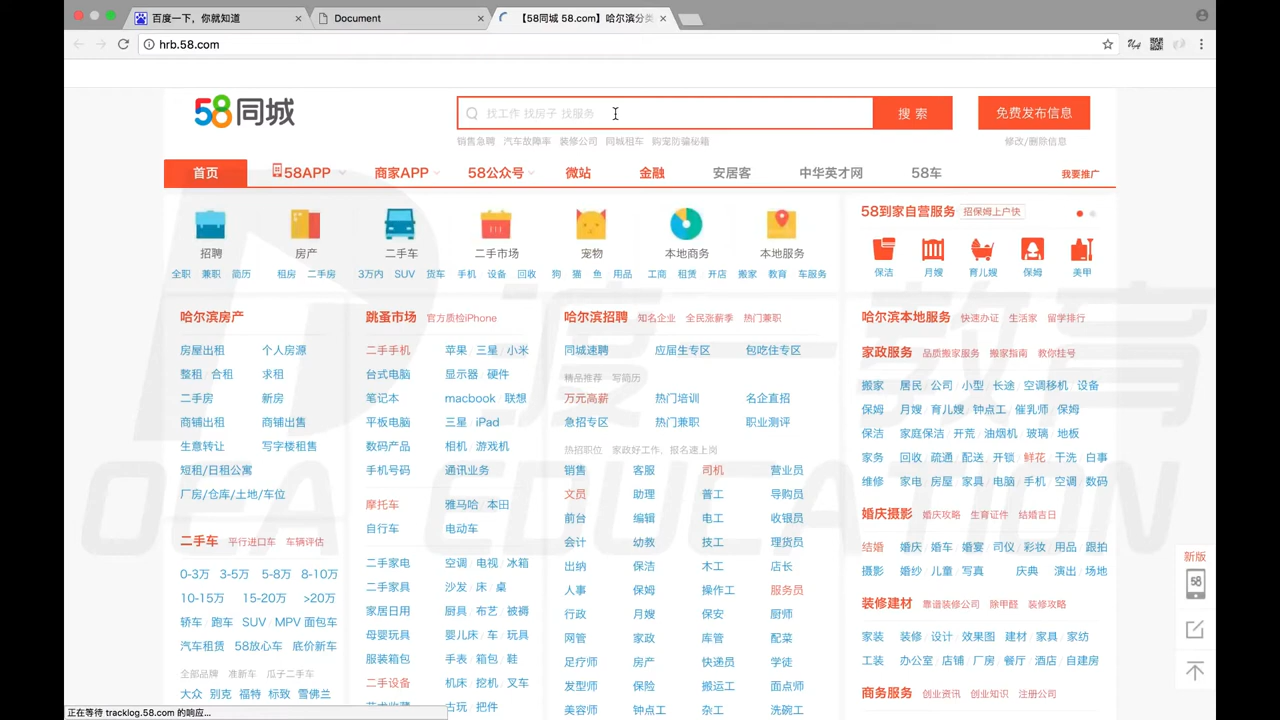 百度一下，你就知道
Document
【58同城 58.com】哈尔滨分类
hrb.58.com
58同城
找工作 找房子 找服务
搜 索
免费发布信息
销售急聘 汽车故障率 装修公司 同城租车 购宠防骗秘籍
修改/删除信息
首页 58APP 商家APP 58公众号 微站 金融 安居客 中华英才网 58车 我要推广
58到家自营服务 招保姆上户快
招聘 房产 二手车 二手市场 宠物 本地商务 本地服务
保洁 月嫂 育儿嫂 保姆 美甲
全职 兼职 简历 租房 二手房 3万内 SUV 货车 手机 设备 回收 狗 猫 鱼 用品 工商 租赁 开店 搬家 教育 车服务
哈尔滨房产
房屋出租 个人房源
整租 合租 求租
二手房 新房
商铺出租 商铺出售
生意转让 写字楼租售
短租/日租公寓
厂房/仓库/土地/车位
二手车 平行进口车 车辆评估
0-3万 3-5万 5-8万 8-10万
10-15万 15-20万 >20万
轿车 跑车 SUV MPV 面包车
汽车租赁 58放心车 底价新车
全部品牌 准新车 瓜子二手车
大众 别克 福特 标致 雪佛兰
跳蚤市场 官方质检iPhone
二手手机 苹果 三星 小米
台式电脑 显示器 硬件
笔记本 macbook 联想
平板电脑 三星 iPad
数码产品 相机 游戏机
手机号码 通讯业务
摩托车 雅马哈 本田
自行车 电动车
二手家电 空调 电视 冰箱
二手家具 沙发 床 桌
家居日用 厨具 布艺 被褥
母婴玩具 婴儿床 车 玩具
服装箱包 手表 箱包 鞋
二手设备 机床 挖机 叉车
艺术收藏 古玩 把件
哈尔滨招聘 知名企业 全民涨薪季 热门兼职
同城速聘 应届生专区 包吃住专区
精品推荐 写简历
万元高薪 热门培训 名企直招
急招专区 热门兼职 职业测评
热招职位 家政好工作、报名速上岗
销售 客服 司机 营业员
文员 助理 普工 导购员
前台 编辑 电工 收银员
会计 幼教 技工 理货员
出纳 保洁 木工 店长
人事 保姆 操作工 服务员
行政 月嫂 保安 厨师
网管 家政 库管 配菜
足疗师 房产 快递员 学徒
发型师 保险 搬运工 面点师
美容师 钟点工 杂工 洗碗工
哈尔滨本地服务 快速办证 生活家 留学排行
家政服务 品质搬家服务 搬家指南 教你挂号
搬家 居民 公司 小型 长途 空调移机 设备
保姆 月嫂 育儿嫂 钟点工 催乳师 保姆
保洁 家庭保洁 开荒 油烟机 玻璃 地板
家务 回收 疏通 配送 开锁 鲜花 干洗 白事
维修 家电 房屋 家具 电脑 手机 空调 数码
婚庆摄影 婚庆攻略 生育证件 结婚吉日
结婚 婚庆 婚车 婚宴 司仪 彩妆 用品 跟拍
摄影 婚纱 儿童 写真 庆典 演出 场地
装修建材 靠谱装修公司 除甲醛 装修攻略
家装 装修 设计 效果图 建材 家具 家纺
工装 办公室 店铺 厂房 餐厅 酒店 自建房
商务服务 创业资讯 创业知识 注册公司
新版
58
度一教育
OCA EDUCATION
正在等待 tracklog.58.com 的响应...